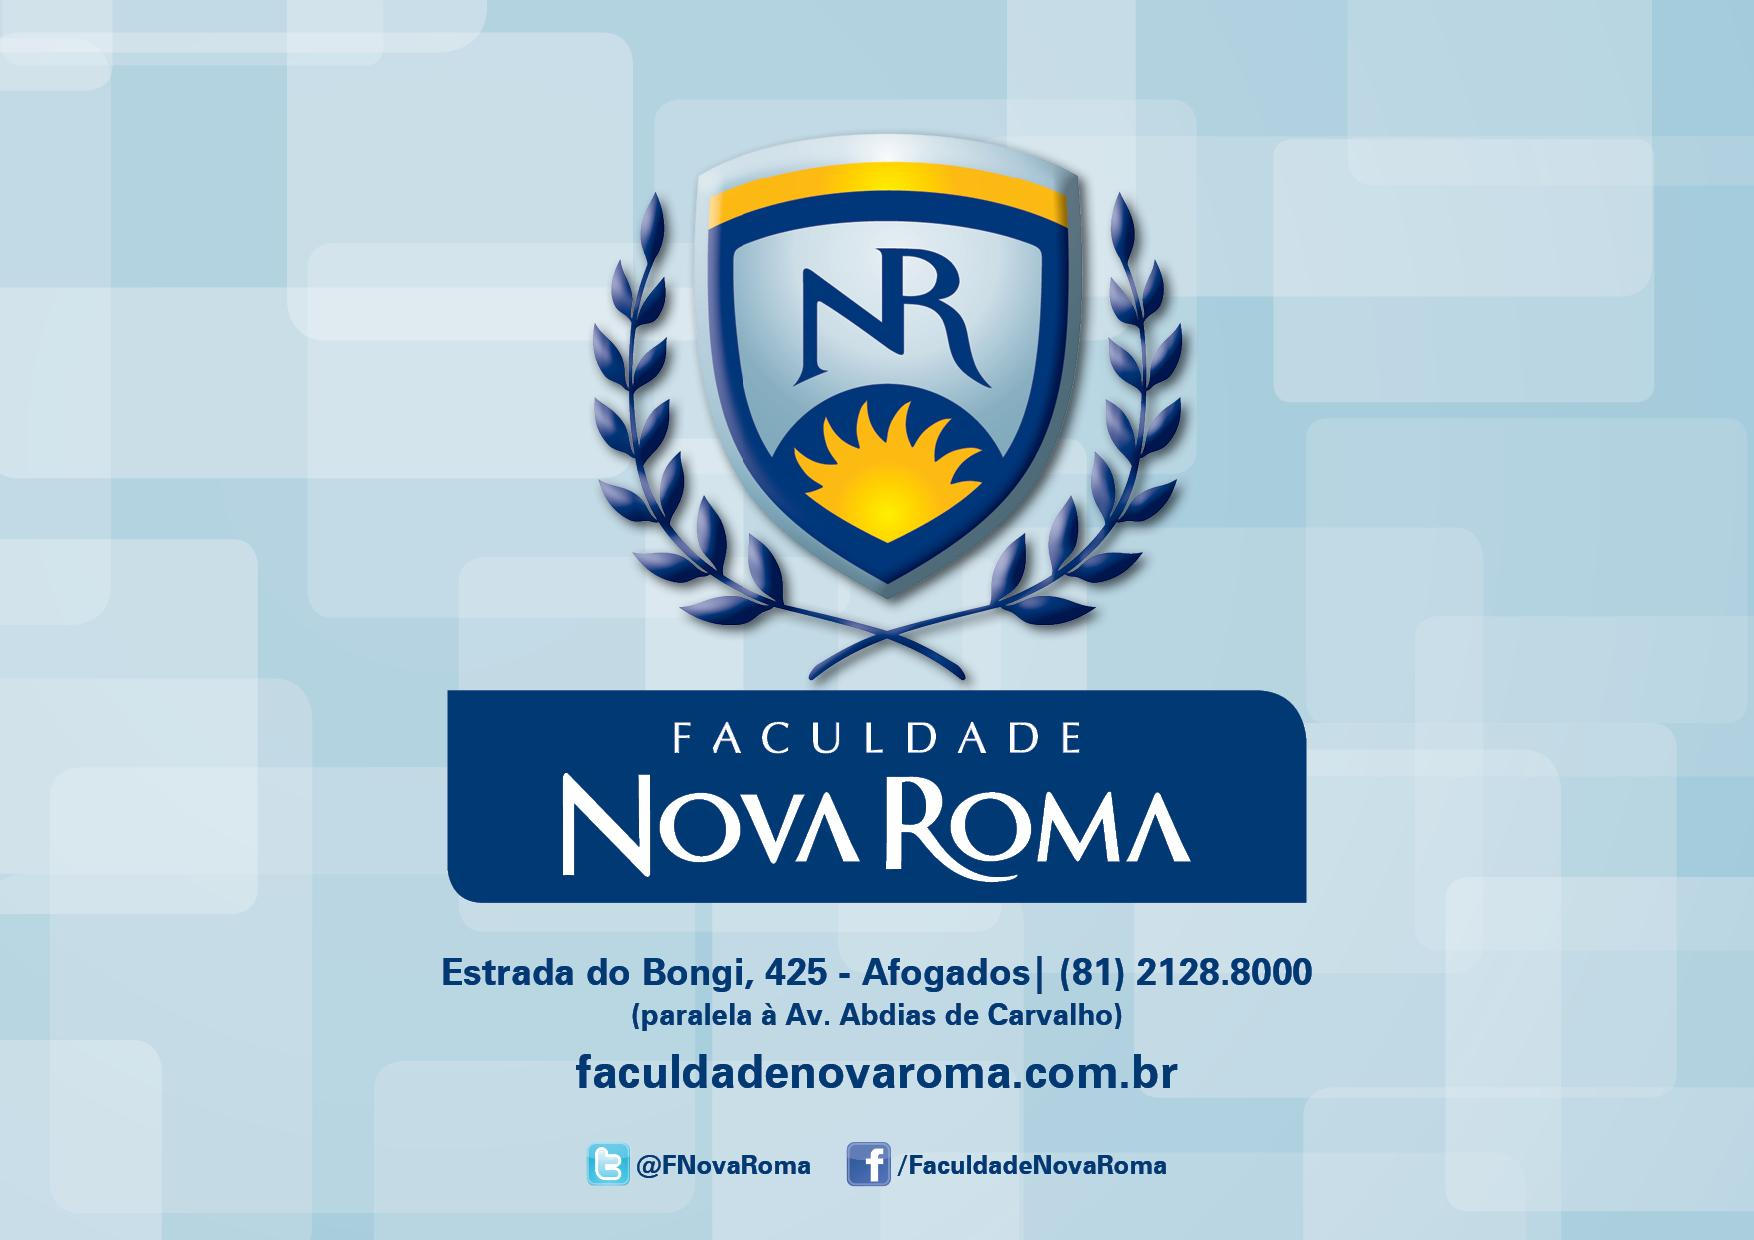 NR
FACULDADE
NOVA ROMA
Estrada do Bongi, 425 - Afogados| (81) 2128.8000
(paralela à Av. Abdias de Carvalho)
faculdadenovaroma.com.br
@FNovaRoma /FaculdadeNovaRoma